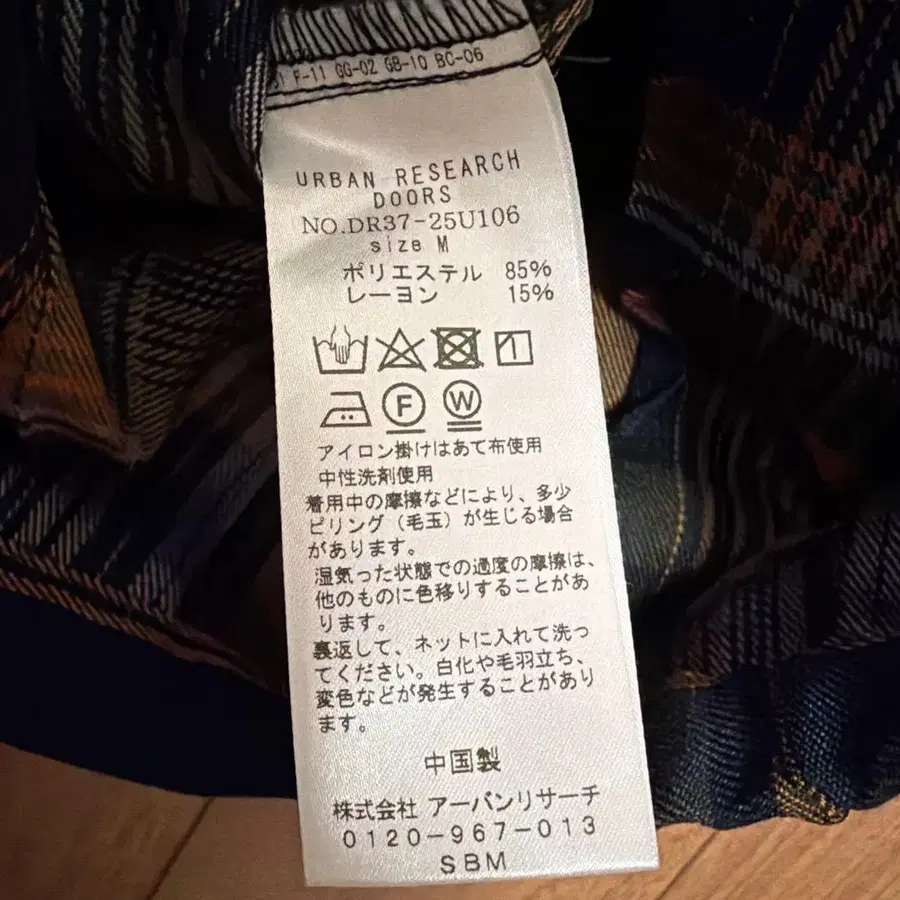 F-11 GG-02 GB-10 BC-06
URBAN RESEARCH
DOORS
NO.DR37-25U106
size M
ポリエステル 85%
レーヨン 15%
F W
アイロン掛けはあて布使用
中性洗剤使用
着用中の摩擦などにより、多少
ピリング(毛玉)が生じる場合
があります。
湿気った状態での過度の摩擦は、
他のものに色移りすることがあ
ります。
裏返して、ネットに入れて洗っ
てください。白化や毛羽立ち、
変色などが発生することがあり
ます。
中国製
株式会社 アーバンリサーチ
0120-967-013
SBM